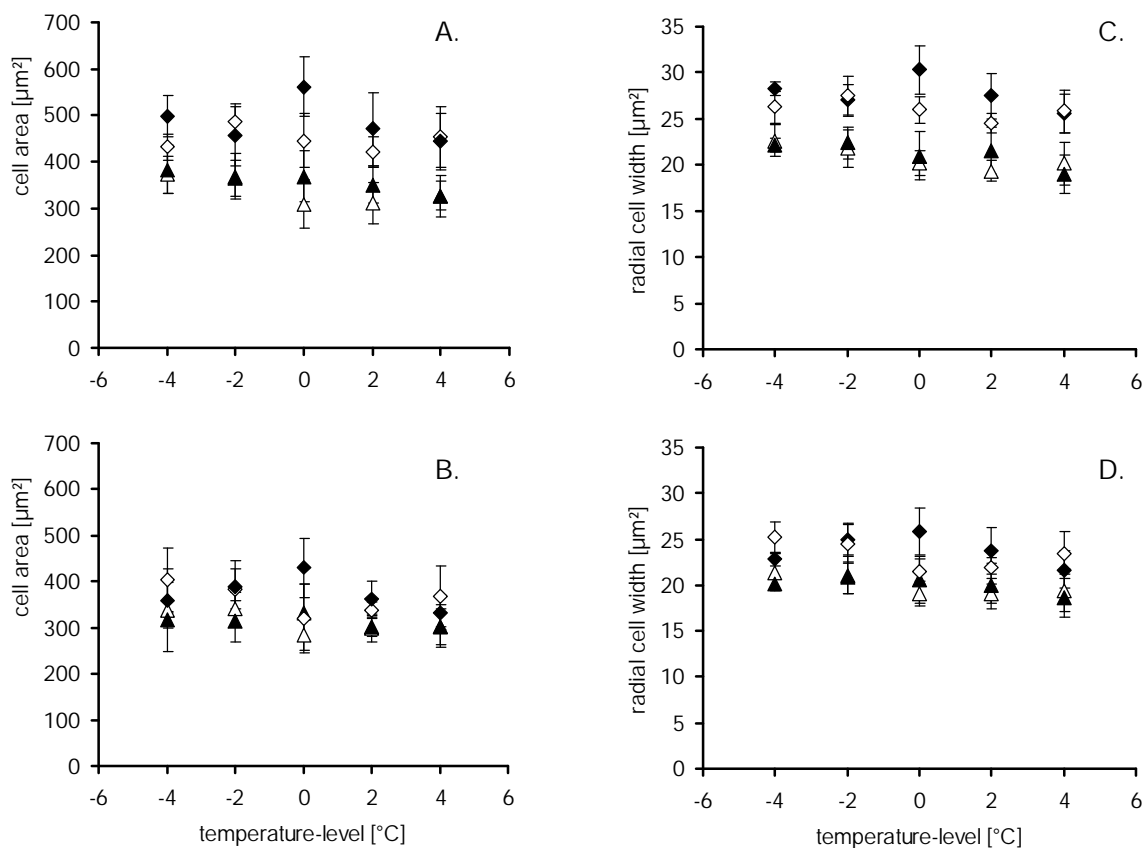 A.
cell area [µm²]
700
600
500
400
300
200
100
0
-6 -4 -2 0 2 4 6
C.
radial cell width [µm²]
35
30
25
20
15
10
5
0
-6 -4 -2 0 2 4 6
B.
cell area [µm²]
700
600
500
400
300
200
100
0
-6 -4 -2 0 2 4 6
temperature-level [°C]
D.
radial cell width [µm²]
35
30
25
20
15
10
5
0
-6 -4 -2 0 2 4 6
temperature-level [°C]